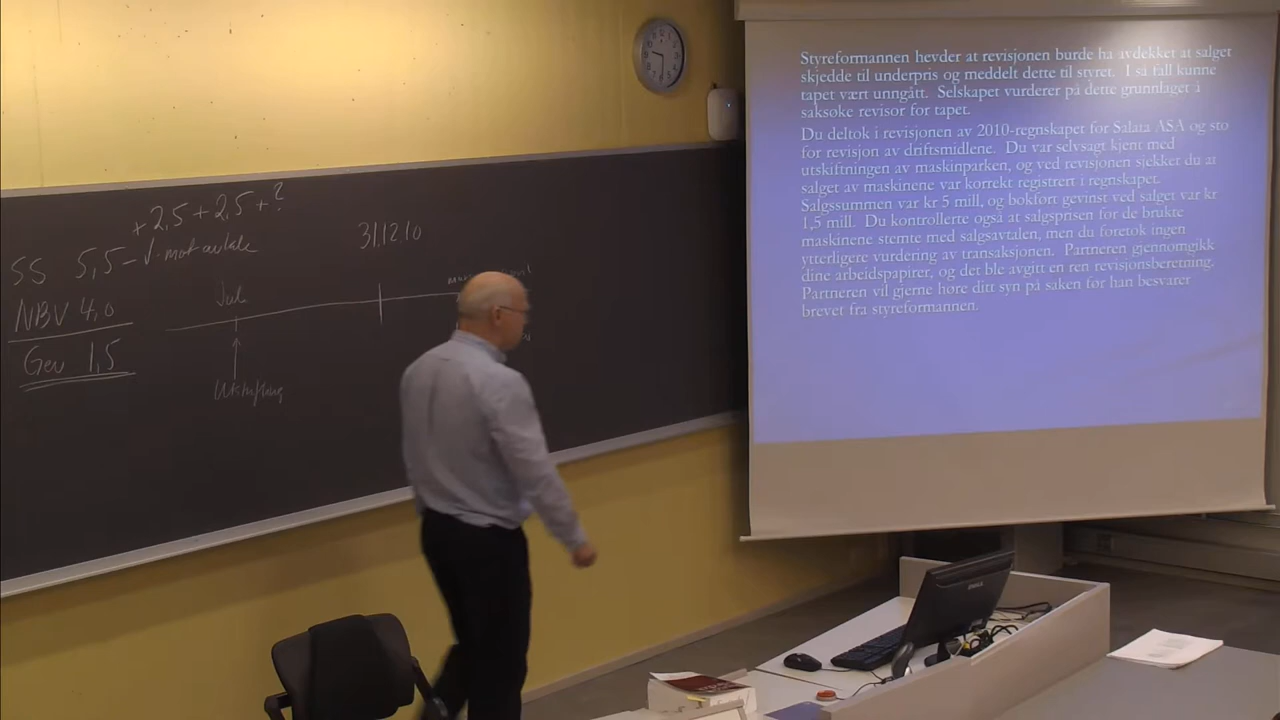 +2,5 + 2,5 + ?
SS 5,5 - √ mot avtale
NBV 4,0
Gev 1,5
31.12.10
Juli
Utskiftning
Styreformannen hevder at revisjonen burde ha avdekket at salget
skjedde til underpris og meddelt dette til styret. I så fall kunne
tapet vært unngått. Selskapet vurderer på dette grunnlaget å
saksøke revisor for tapet.
Du deltok i revisjonen av 2010-regnskapet for Salata ASA og sto
for revisjon av driftsmidlene. Du var selvsagt kjent med
utskiftningen av maskinparken, og ved revisjonen sjekket du at
salget av maskinene var korrekt registrert i regnskapet.
Salgssummen var kr 5 mill, og bokført gevinst ved salget var kr
1,5 mill. Du kontrollerte også at salgsprisen for de brukte
maskinene stemte med salgsavtalen, men du foretok ingen
ytterligere vurdering av transaksjonen. Partneren gjennomgikk
dine arbeidspapirer, og det ble avgitt en ren revisjonsberetning.
Partneren vil gjerne høre ditt syn på saken før han besvarer
brevet fra styreformannen.